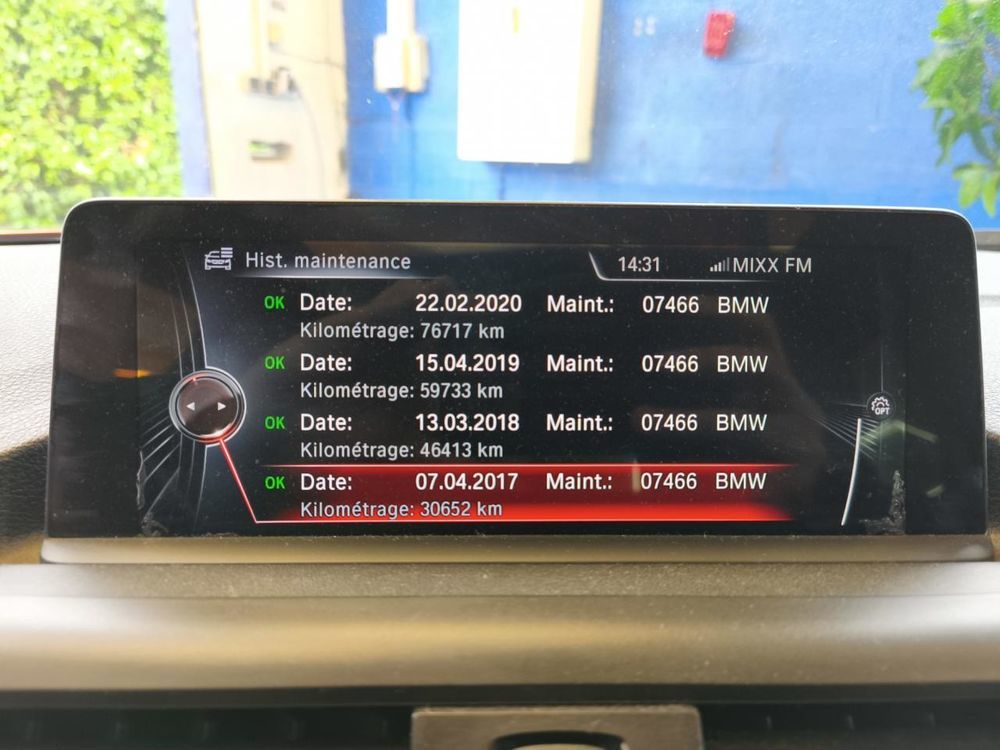 Hist. maintenance 14:31 MIXX FM
OK Date: 22.02.2020 Maint.: 07466 BMW
Kilométrage: 76717 km
OK Date: 15.04.2019 Maint.: 07466 BMW
Kilométrage: 59733 km
OK Date: 13.03.2018 Maint.: 07466 BMW
Kilométrage: 46413 km
OK Date: 07.04.2017 Maint.: 07466 BMW
Kilométrage: 30652 km
OPT